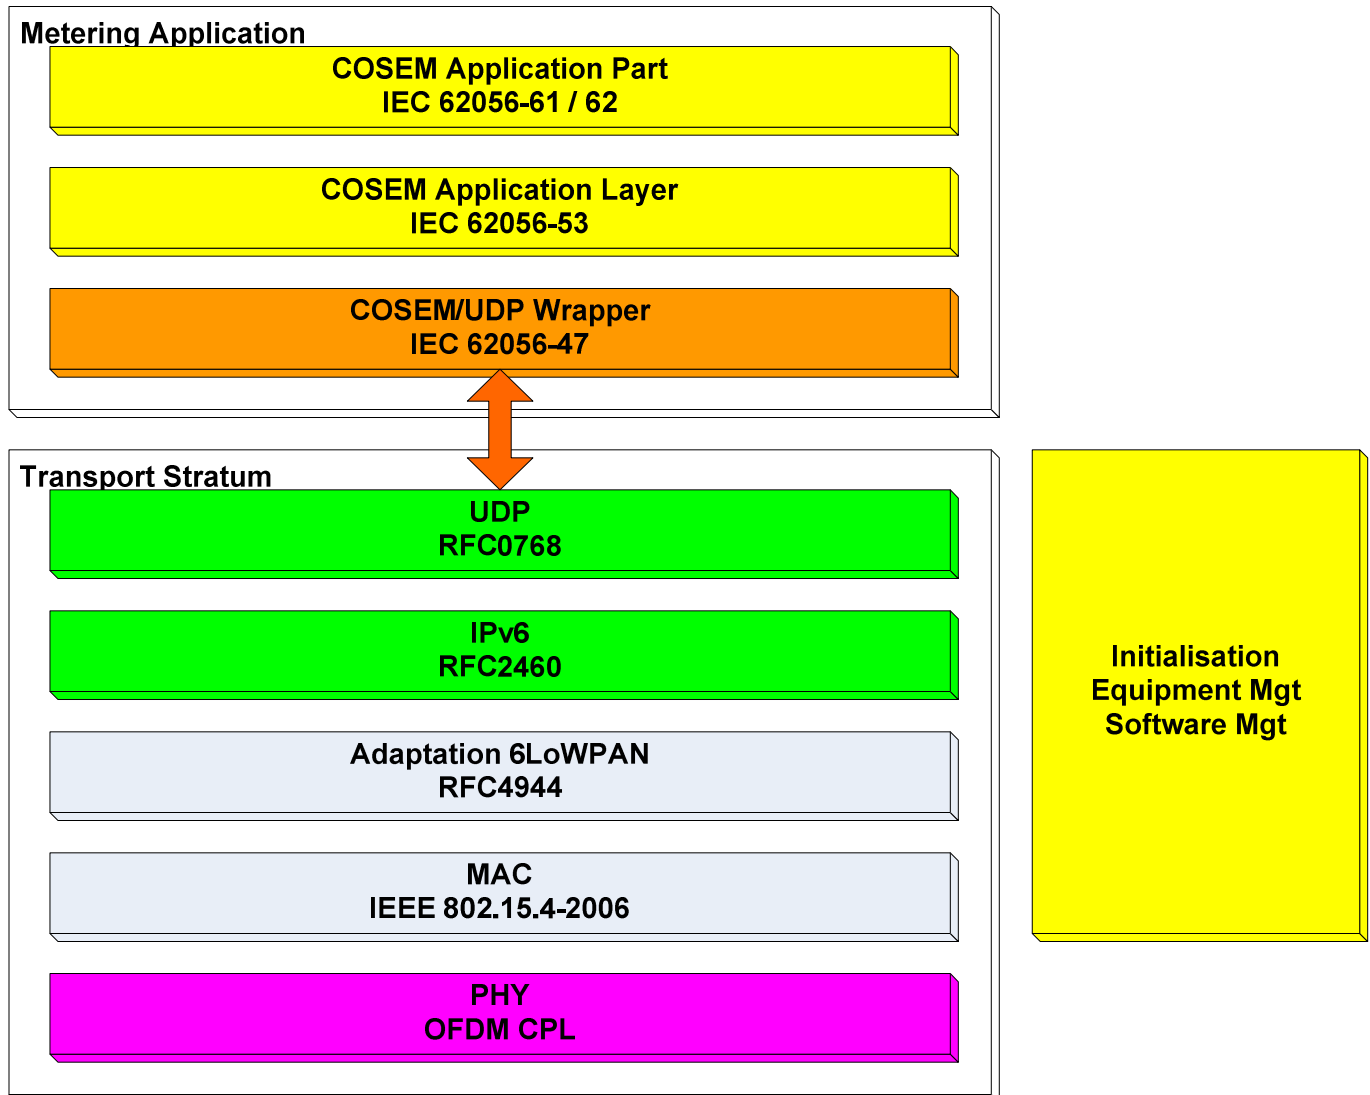 Metering Application
COSEM Application Part
IEC 62056-61 / 62
COSEM Application Layer
IEC 62056-53
COSEM/UDP Wrapper
IEC 62056-47
Transport Stratum
UDP
RFC0768
IPv6
RFC2460
Adaptation 6LoWPAN
RFC4944
MAC
IEEE 802.15.4-2006
PHY
OFDM CPL
Initialisation
Equipment Mgt
Software Mgt